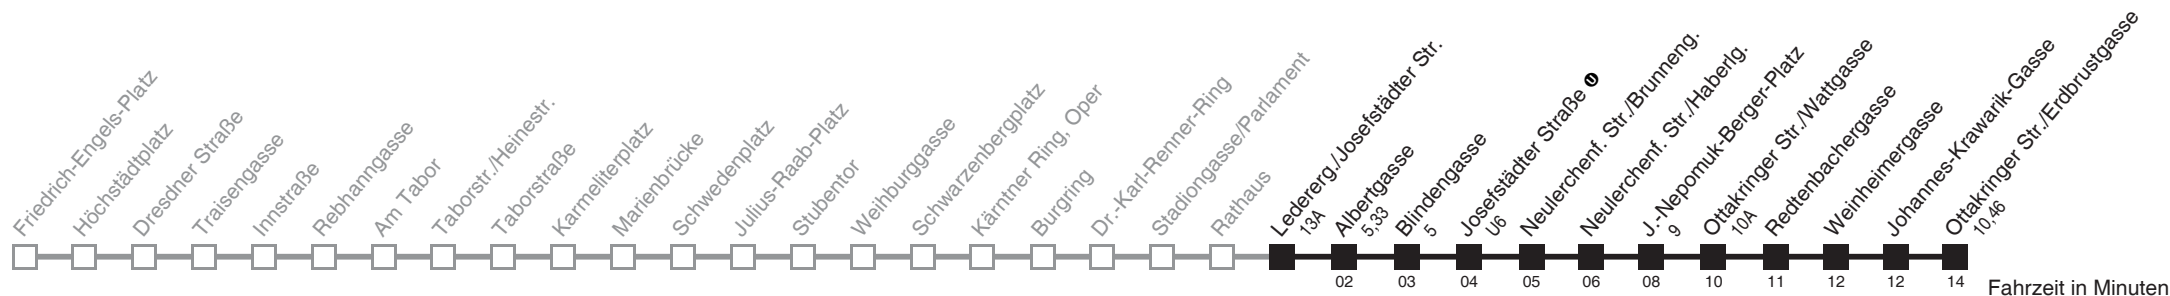 Friedrich-Engels-Platz
Höchstädtplatz
Dresdner Straße
Traisengasse
Innstraße
Rebhanngasse
Am Tabor
Taborstr./Heinestr.
Taborstraße
Karmeliterplatz
Marienbrücke
Schwedenplatz
Julius-Raab-Platz
Stubentor
Weihburggasse
Schwarzenbergplatz
Kärntner Ring, Oper
Burgring
Dr.-Karl-Renner-Ring
Stadiongasse/Parlament
Rathaus
Ledererg./Josefstädter Str.
13A
Albertgasse
5,33
Blindengasse
5
Josefstädter Straße U
U6
Neulerchenf. Str./Brunneng.
Neulerchenf. Str./Haberlg.
J.-Nepomuk-Berger-Platz
9
Ottakringer Str./Wattgasse
10A
Redtenbachergasse
Weinheimergasse
Johannes-Krawarik-Gasse
Ottakringer Str./Erdbrustgasse
10,46
02 03 04 05 06 08 10 11 12 12 14
Fahrzeit in Minuten